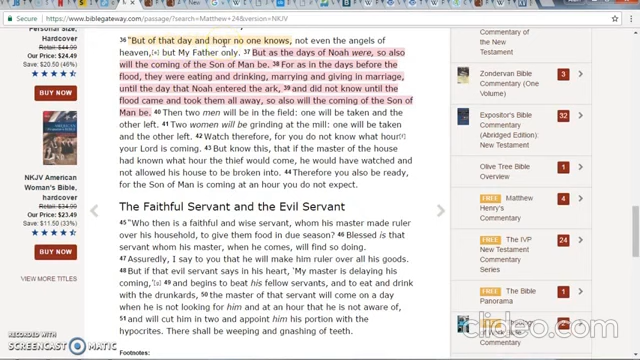 https://www.biblegateway.com/passage/?search=Matthew+24&version=NKJV
Personal Size,
Hardcover
Retail: $44.99
Our Price: $24.49
Save: $20.50 (46%)
BUY NOW
NKJV American
Woman's Bible,
hardcover
Retail: $34.99
Our Price: $23.49
Save: $11.50 (33%)
BUY NOW
VIEW MORE TITLES
36 "But of that day and hour no one knows, not even the angels of
heaven,[e] but My Father only. 37 But as the days of Noah were, so also
will the coming of the Son of Man be. 38 For as in the days before the
flood, they were eating and drinking, marrying and giving in marriage,
until the day that Noah entered the ark, 39 and did not know until the
flood came and took them all away, so also will the coming of the Son of
Man be. 40 Then two men will be in the field: one will be taken and the
other left. 41 Two women will be grinding at the mill: one will be taken
and the other left. 42 Watch therefore, for you do not know what hour[f]
your Lord is coming. 43 But know this, that if the master of the house
had known what hour the thief would come, he would have watched and
not allowed his house to be broken into. 44 Therefore you also be ready,
for the Son of Man is coming at an hour you do not expect.
The Faithful Servant and the Evil Servant
45 "Who then is a faithful and wise servant, whom his master made ruler
over his household, to give them food in due season? 46 Blessed is that
servant whom his master, when he comes, will find so doing.
47 Assuredly, I say to you that he will make him ruler over all his goods.
48 But if that evil servant says in his heart, 'My master is delaying his
coming,'[g] 49 and begins to beat his fellow servants, and to eat and drink
with the drunkards, 50 the master of that servant will come on a day
when he is not looking for him and at an hour that he is not aware of,
51 and will cut him in two and appoint him his portion with the
hypocrites. There shall be weeping and gnashing of teeth.
Footnotes:
Commentary of
the New
Testament
Zondervan Bible
Commentary (One
Volume)
3
Expositor's Bible
Commentary
(Abridged Edition):
New Testament
32
Olive Tree Bible
Overview
1
FREE Matthew
Henry's
Commentary
4
FREE The IVP
New Testament
Commentary
Series
24
FREE The Bible
Panorama
1
RECORDED WITH
SCREENCAST MATIC
clideo.com